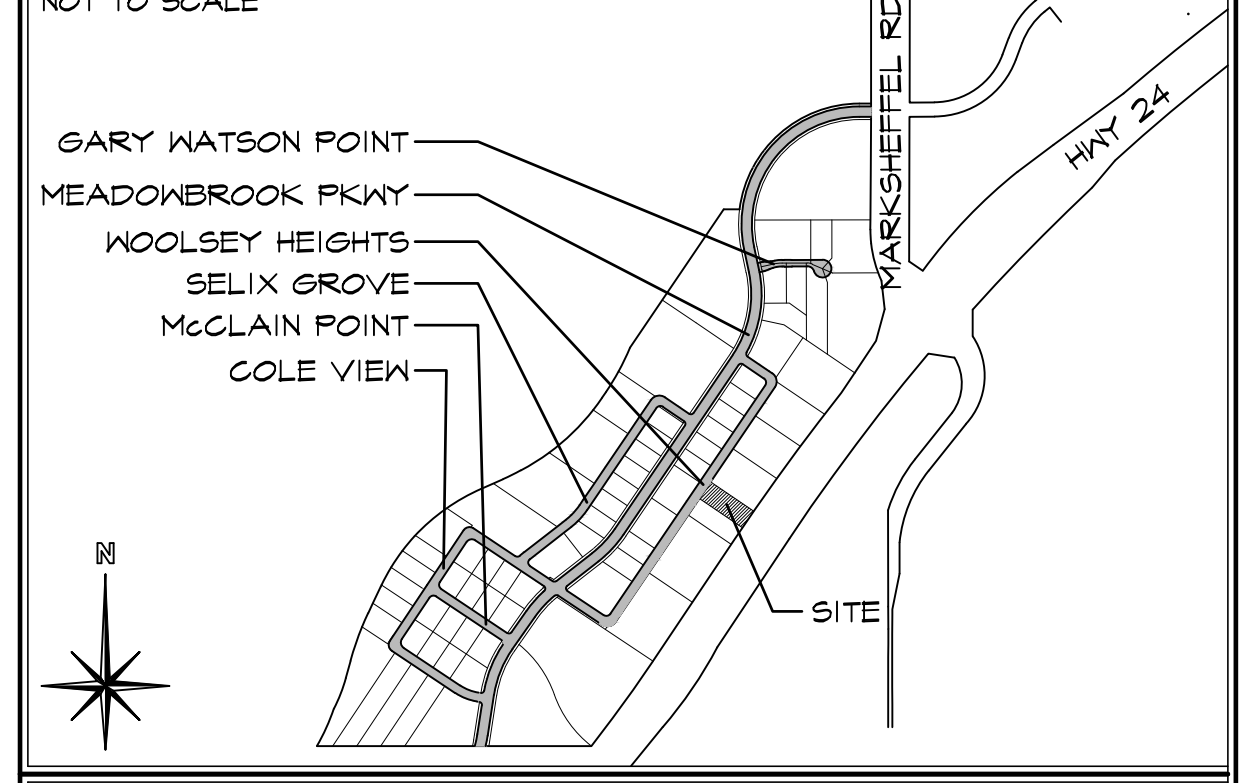 NOT TO SCALE
MARKSHEFFEL RD
HWY 24
GARY WATSON POINT
MEADOWBROOK PKWY
WOOLSEY HEIGHTS
SELIX GROVE
McCLAIN POINT
COLE VIEW
N
SITE